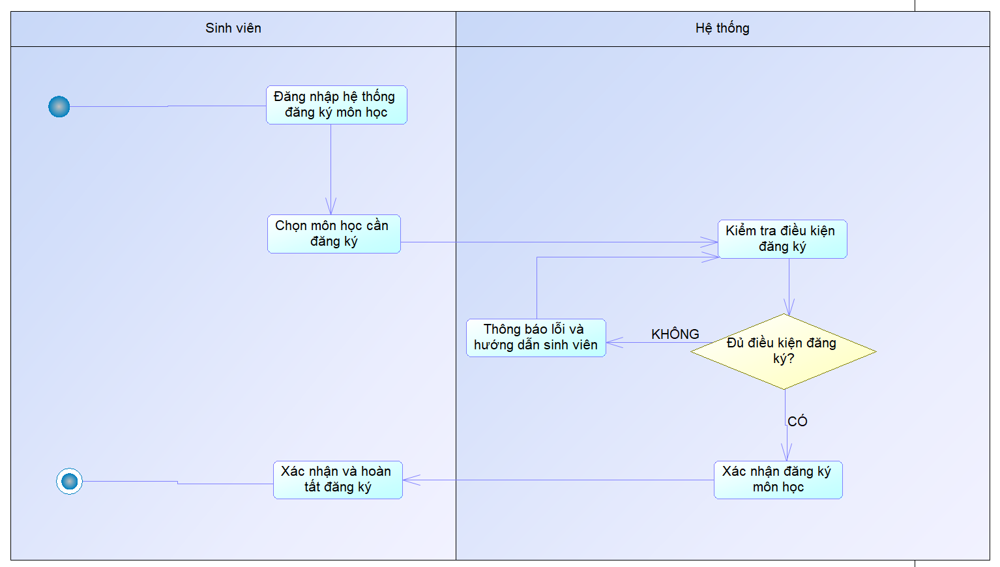 Sinh viên
Hệ thống
Đăng nhập hệ thống
đăng ký môn học
Chọn môn học cần
đăng ký
Kiểm tra điều kiện
đăng ký
Thông báo lỗi và
hướng dẫn sinh viên
KHÔNG
Đủ điều kiện đăng
ký?
CÓ
Xác nhận và hoàn
tất đăng ký
Xác nhận đăng ký
môn học